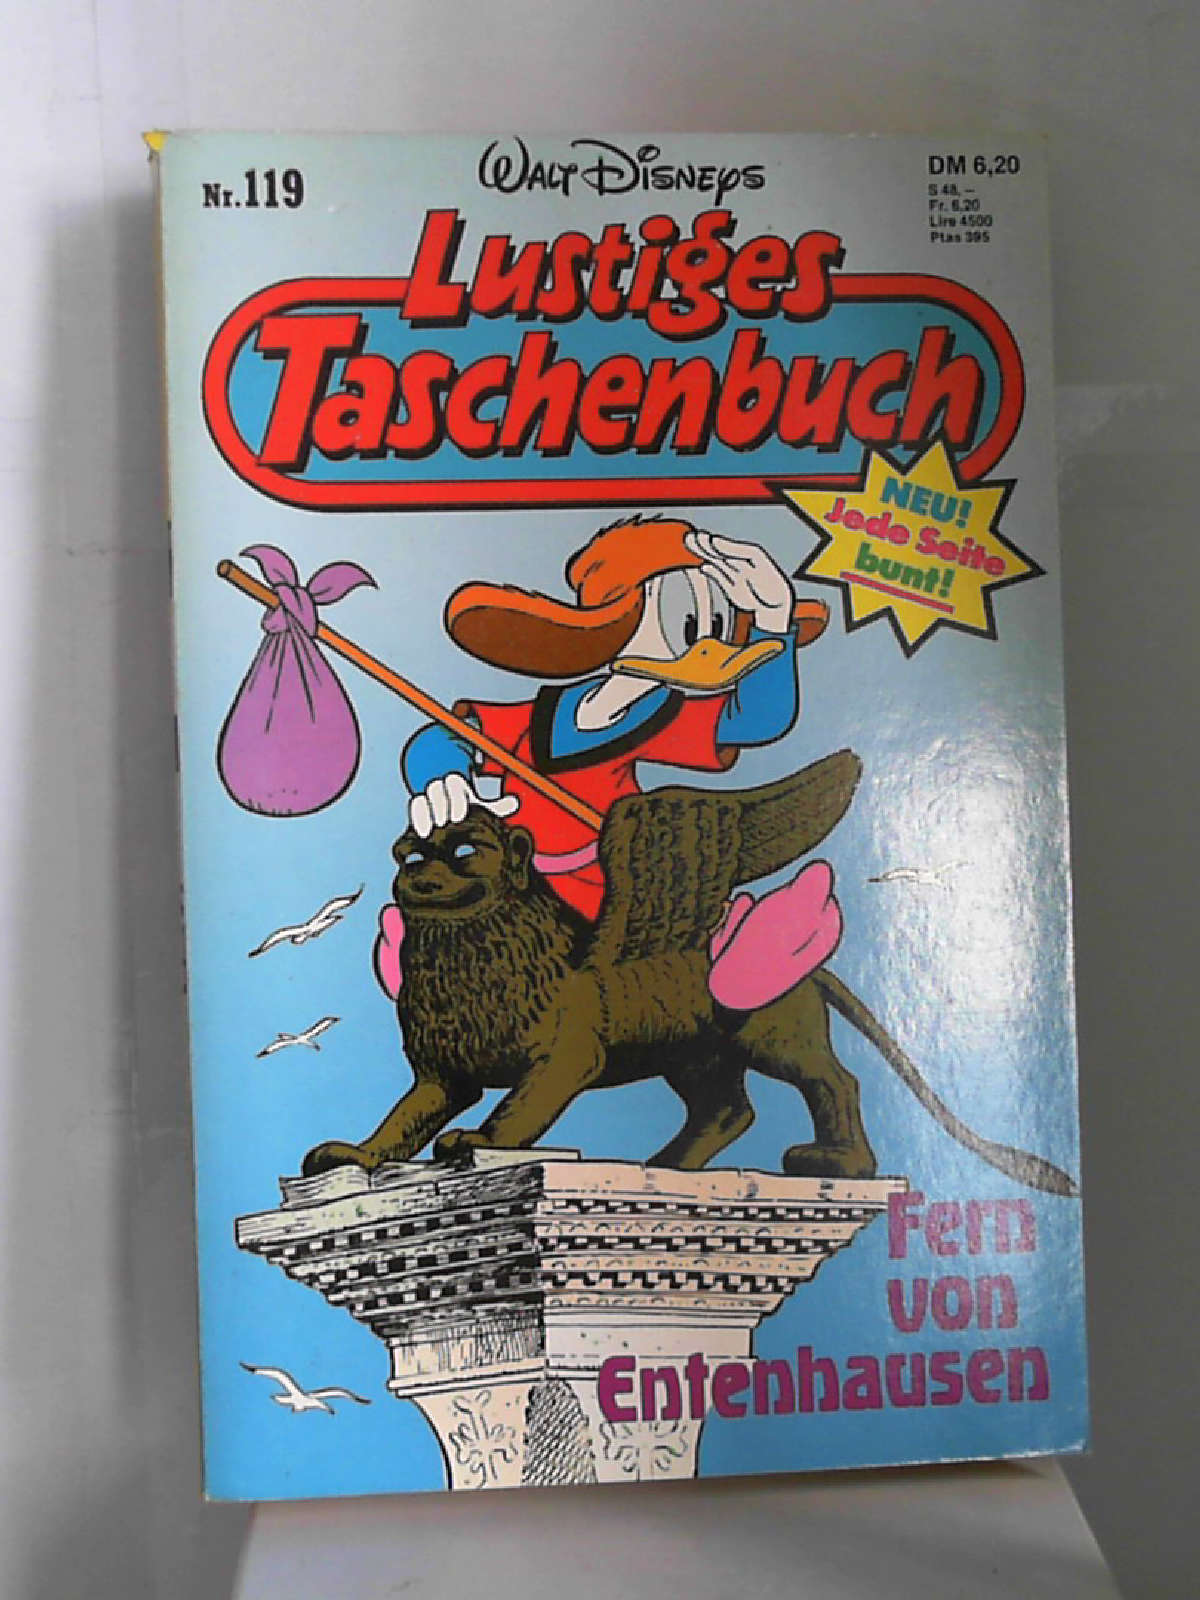 Nr.119
WALT DISNEYS
DM 6,20
S 48,–
Fr. 6,20
Lire 4500
Ptas 395
Lustiges
Taschenbuch
NEU!
Jede Seite
bunt!
Fern
von
Entenhausen